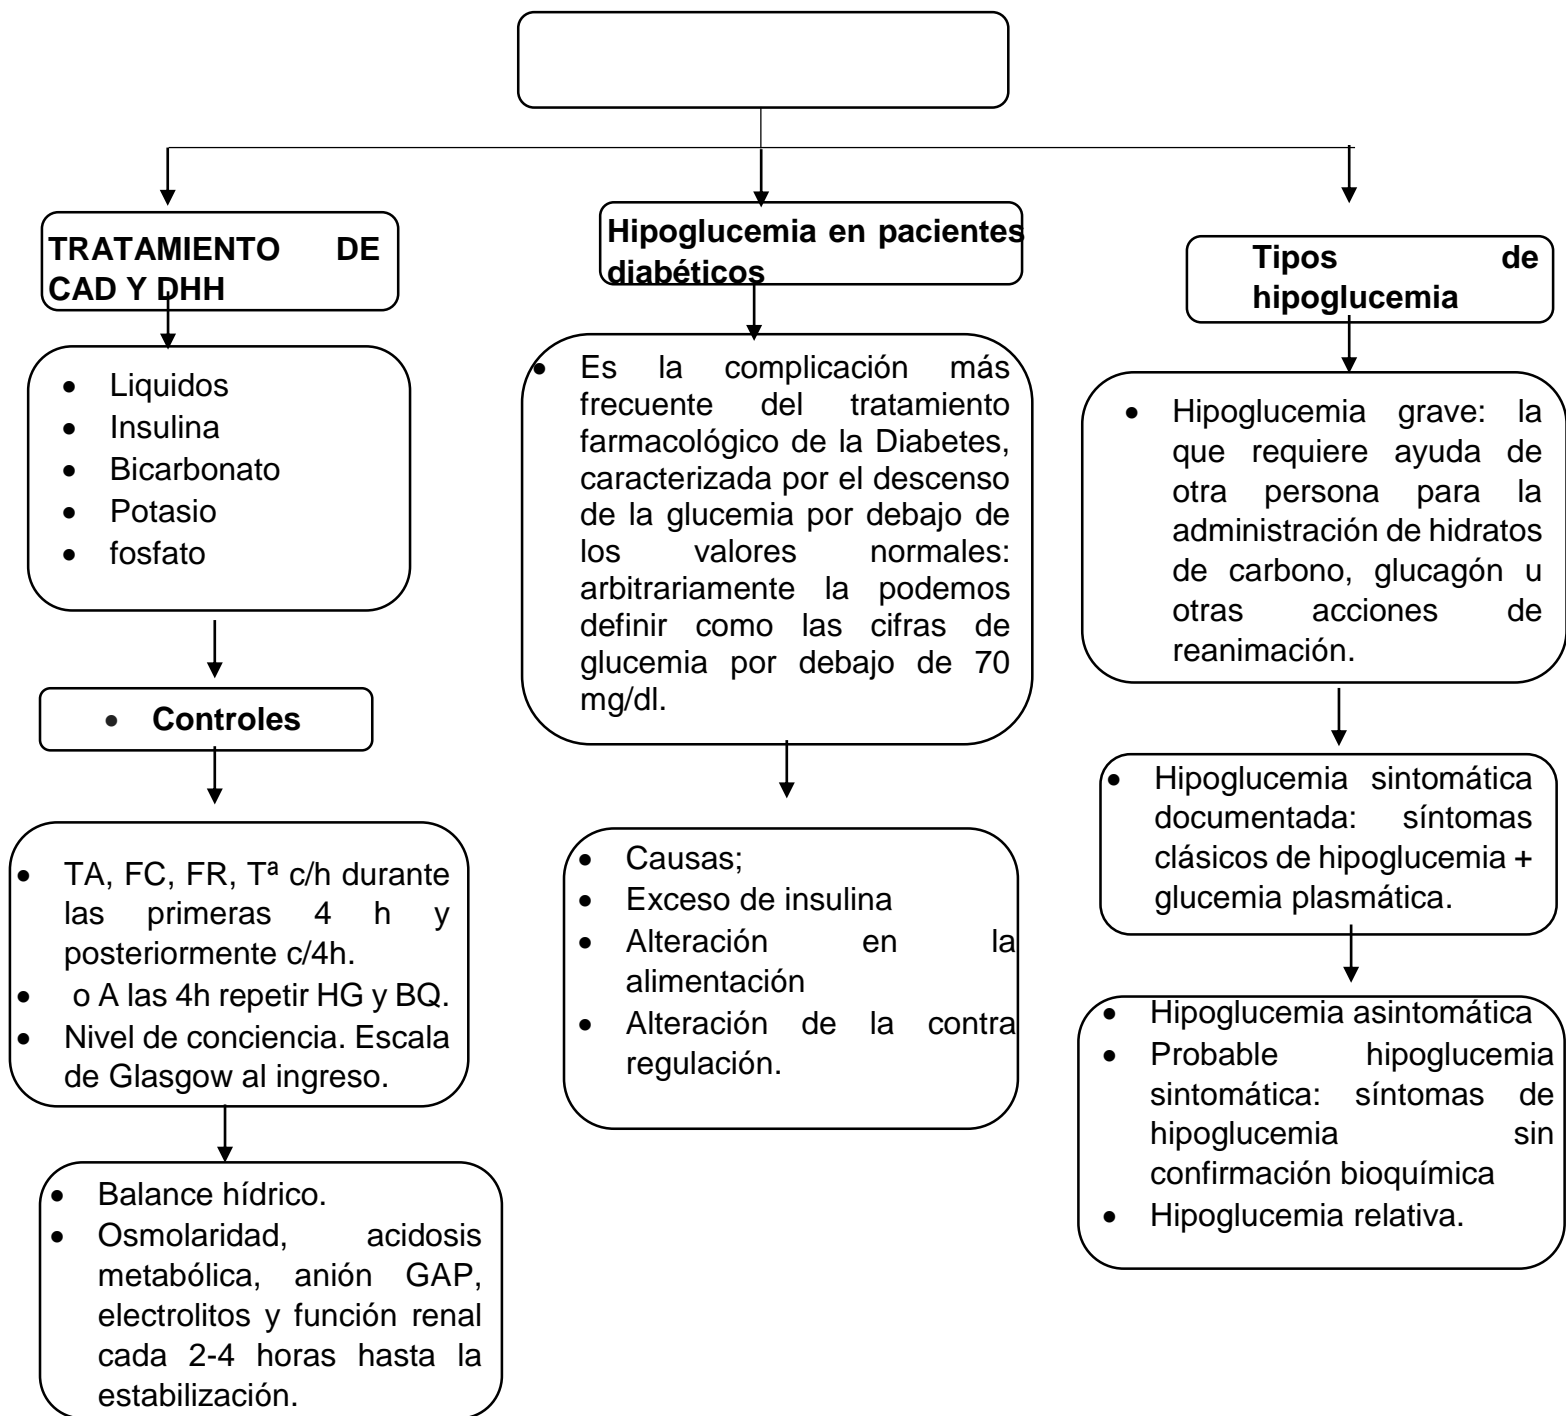 TRATAMIENTO DE
CAD Y DHH
• Liquidos
• Insulina
• Bicarbonato
• Potasio
• fosfato
• Controles
• TA, FC, FR, Tª c/h durante
las primeras 4 h y
posteriormente c/4h.
• o A las 4h repetir HG y BQ.
• Nivel de conciencia. Escala
de Glasgow al ingreso.
• Balance hídrico.
• Osmolaridad, acidosis
metabólica, anión GAP,
electrolitos y función renal
cada 2-4 horas hasta la
estabilización.
Hipoglucemia en pacientes
diabéticos
• Es la complicación más
frecuente del tratamiento
farmacológico de la Diabetes,
caracterizada por el descenso
de la glucemia por debajo de
los valores normales:
arbitrariamente la podemos
definir como las cifras de
glucemia por debajo de 70
mg/dl.
• Causas;
• Exceso de insulina
• Alteración en la
alimentación
• Alteración de la contra
regulación.
Tipos de
hipoglucemia
• Hipoglucemia grave: la
que requiere ayuda de
otra persona para la
administración de hidratos
de carbono, glucagón u
otras acciones de
reanimación.
• Hipoglucemia sintomática
documentada: síntomas
clásicos de hipoglucemia +
glucemia plasmática.
• Hipoglucemia asintomática
• Probable hipoglucemia
sintomática: síntomas de
hipoglucemia sin
confirmación bioquímica
• Hipoglucemia relativa.